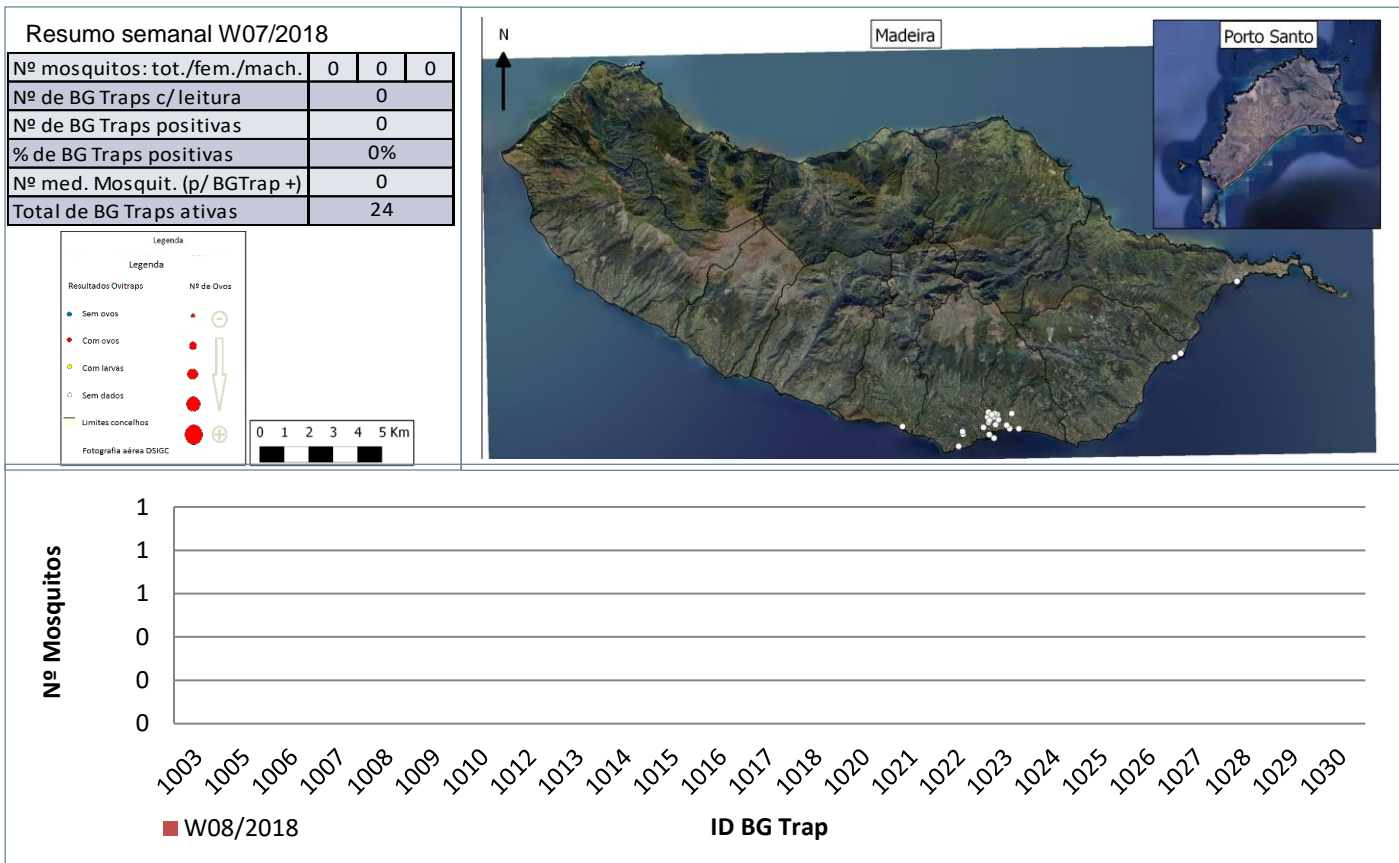 Resumo semanal W07/2018
Nº mosquitos: tot./fem./mach. 0 0 0
Nº de BG Traps c/ leitura 0
Nº de BG Traps positivas 0
% de BG Traps positivas 0%
Nº med. Mosquit. (p/ BGTrap +) 0
Total de BG Traps ativas 24
Legenda
Legenda
Resultados Ovitraps Nº de Ovos
Sem ovos
Com ovos
Com larvas
Sem dados
Limites concelhos
Fotografia aérea DSIGC
0 1 2 3 4 5 Km
N
Madeira
Porto Santo
Nº Mosquitos
1
1
1
0
0
0
1003 1005 1006 1007 1008 1009 1010 1012 1013 1014 1015 1016 1017 1018 1020 1021 1022 1023 1024 1025 1026 1027 1028 1029 1030
W08/2018
ID BG Trap